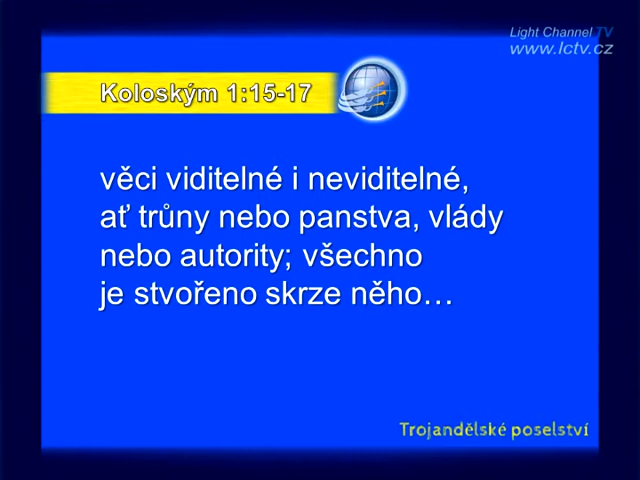 Light Channel TV
www.lctv.cz
Koloským 1:15-17
věci viditelné i neviditelné,
ať trůny nebo panstva, vlády
nebo autority; všechno
je stvořeno skrze něho…
Trojandělské poselství